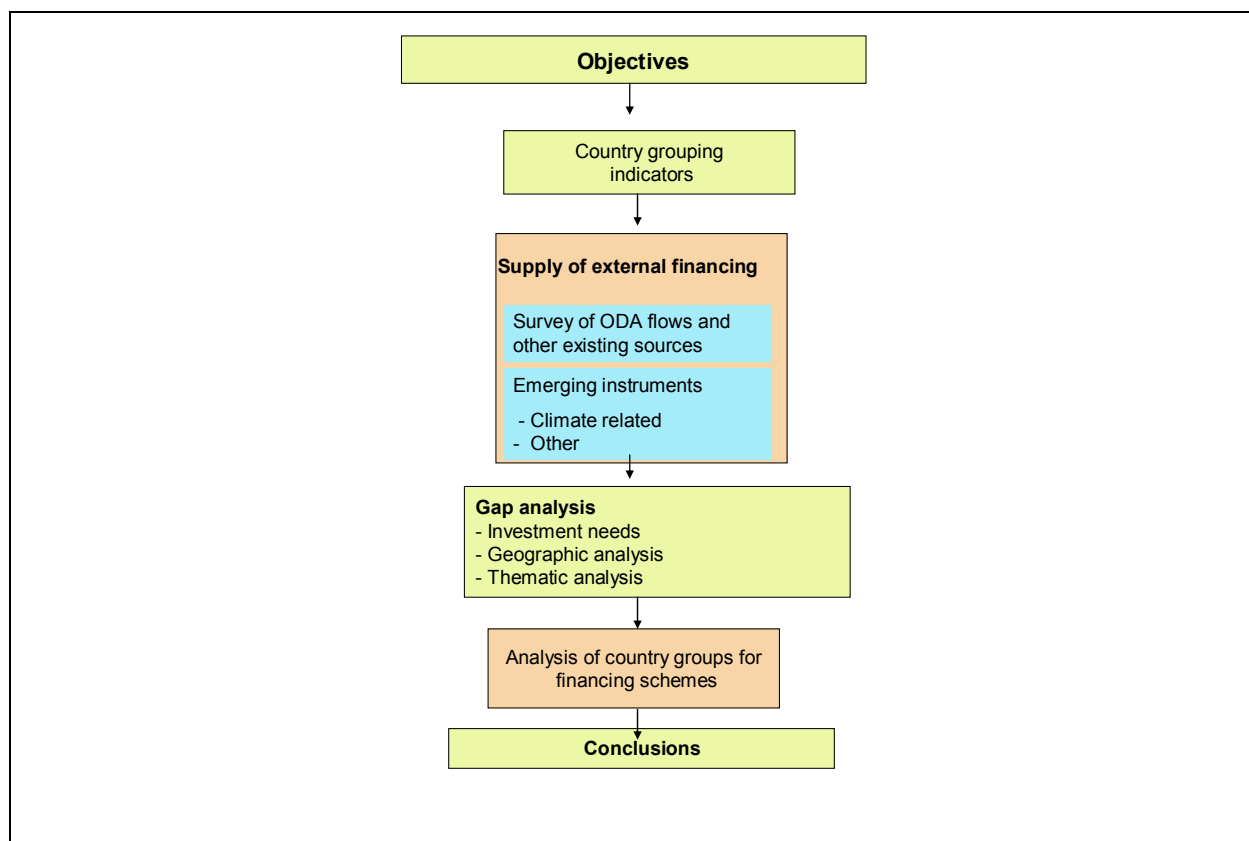 Objectives
Country grouping
indicators
Supply of external financing
Survey of ODA flows and
other existing sources
Emerging instruments
- Climate related
- Other
Gap analysis
- Investment needs
- Geographic analysis
- Thematic analysis
Analysis of country groups for
financing schemes
Conclusions